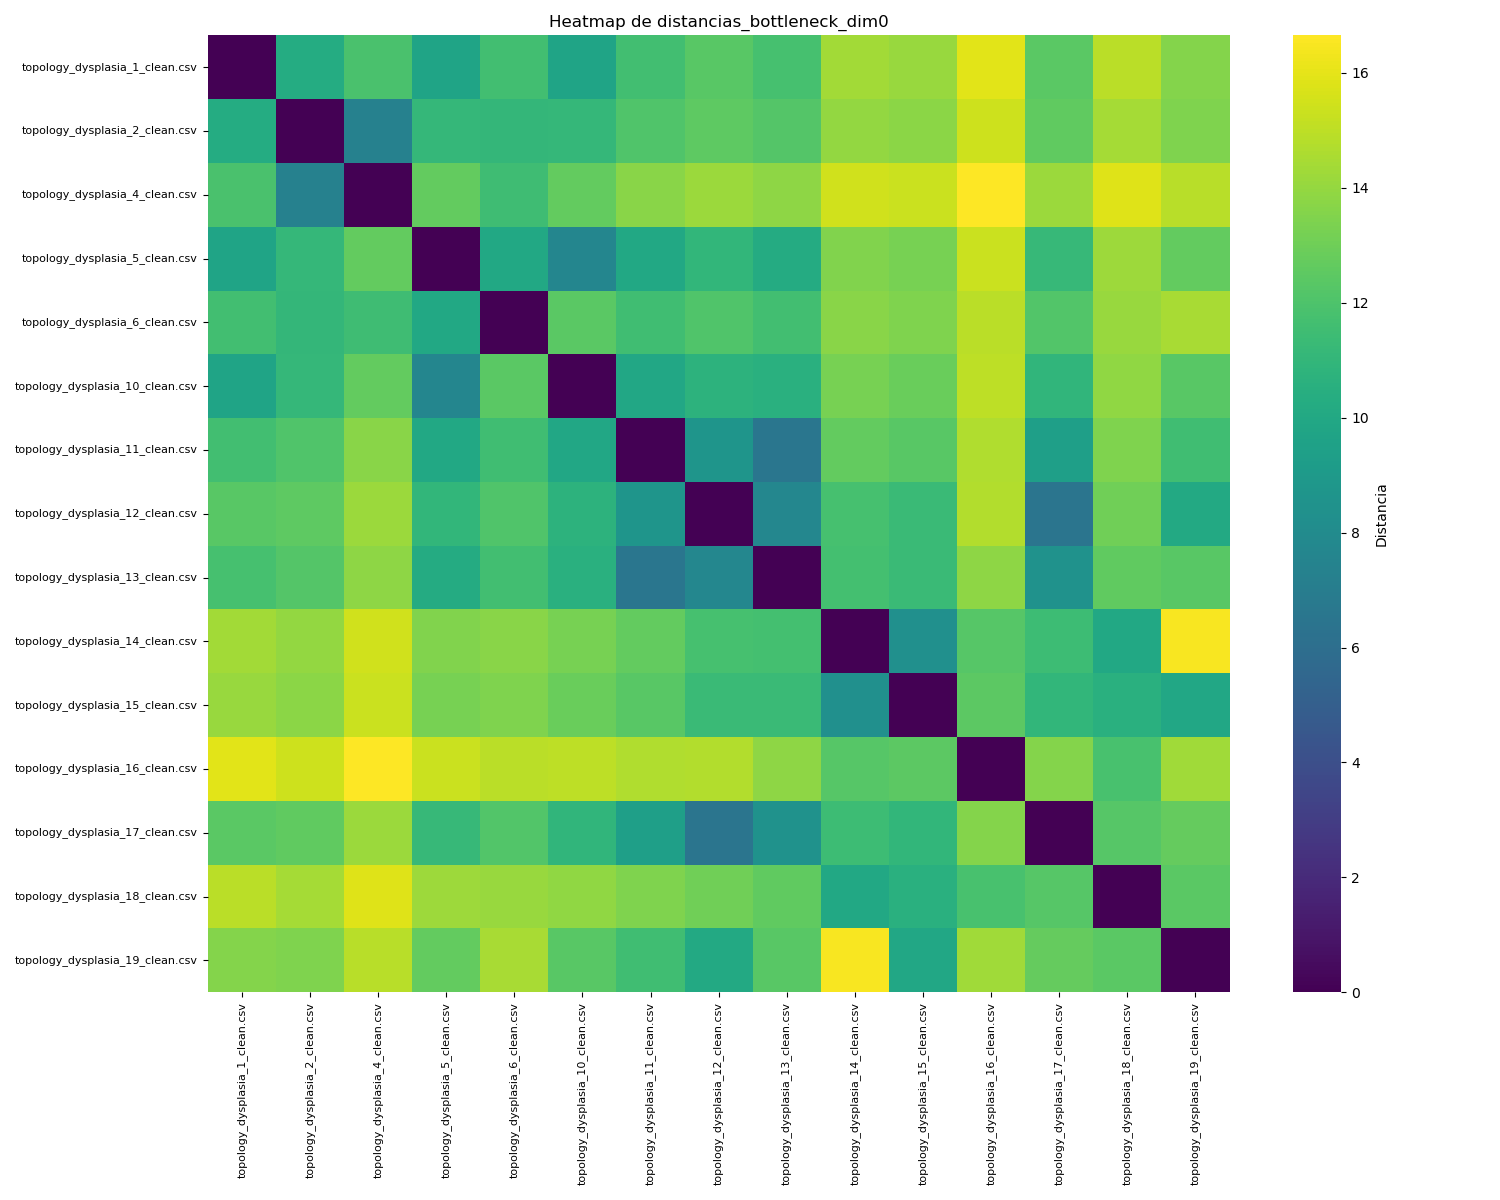 Heatmap de distancias_bottleneck_dim0
topology_dysplasia_1_clean.csv
topology_dysplasia_2_clean.csv
topology_dysplasia_4_clean.csv
topology_dysplasia_5_clean.csv
topology_dysplasia_6_clean.csv
topology_dysplasia_10_clean.csv
topology_dysplasia_11_clean.csv
topology_dysplasia_12_clean.csv
topology_dysplasia_13_clean.csv
topology_dysplasia_14_clean.csv
topology_dysplasia_15_clean.csv
topology_dysplasia_16_clean.csv
topology_dysplasia_17_clean.csv
topology_dysplasia_18_clean.csv
topology_dysplasia_19_clean.csv
topology_dysplasia_1_clean.csv
topology_dysplasia_2_clean.csv
topology_dysplasia_4_clean.csv
topology_dysplasia_5_clean.csv
topology_dysplasia_6_clean.csv
topology_dysplasia_10_clean.csv
topology_dysplasia_11_clean.csv
topology_dysplasia_12_clean.csv
topology_dysplasia_13_clean.csv
topology_dysplasia_14_clean.csv
topology_dysplasia_15_clean.csv
topology_dysplasia_16_clean.csv
topology_dysplasia_17_clean.csv
topology_dysplasia_18_clean.csv
topology_dysplasia_19_clean.csv
16
14
12
10
8
6
4
2
0
Distancia